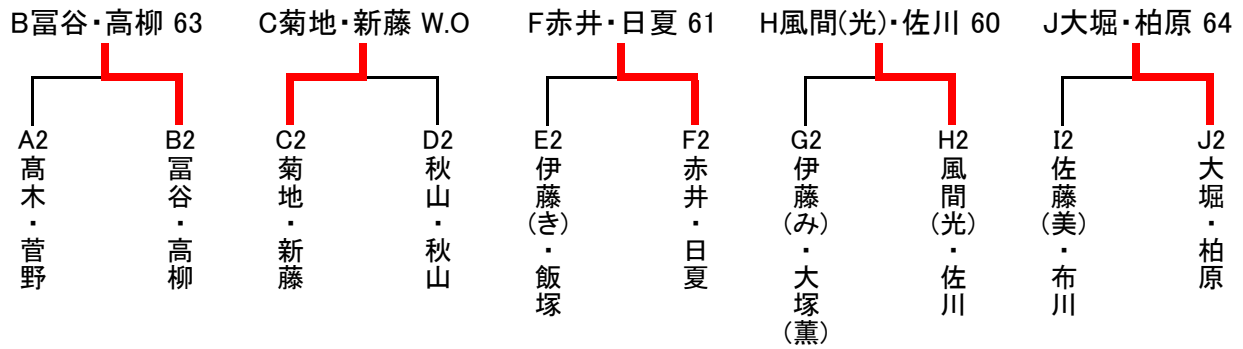 B冨谷・高柳 63
C菊地・新藤 W.O
F赤井・日夏 61
H風間(光)・佐川 60
J大堀・柏原 64
A2
髙木・菅野
B2
冨谷・高柳
C2
菊地・新藤
D2
秋山・秋山
E2
伊藤(き)・飯塚
F2
赤井・日夏
G2
伊藤(み)・大塚(薫)
H2
風間(光)・佐川
I2
佐藤(美)・布川
J2
大堀・柏原